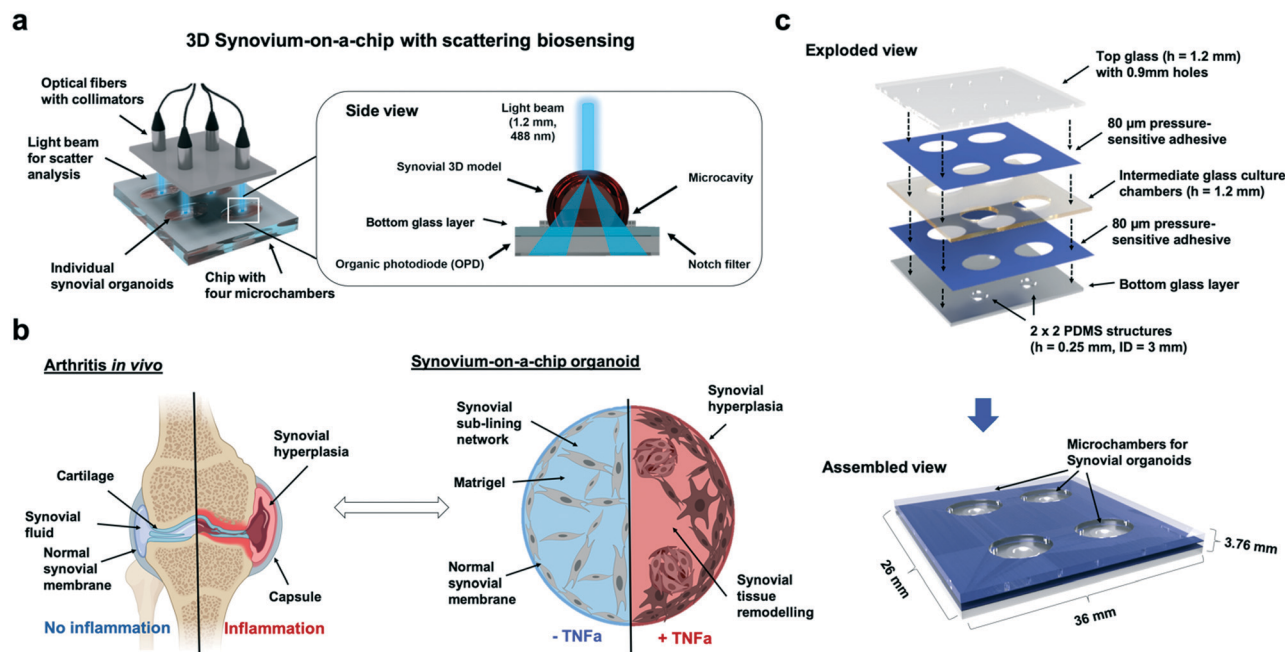 a
3D Synovium-on-a-chip with scattering biosensing
Optical fibers
with collimators
Light beam
for scatter
analysis
Individual
synovial organoids
Chip with
four microchambers
Side view
Light beam
(1.2 mm,
488 nm)
Synovial 3D model
Microcavity
Bottom glass layer
Organic photodiode (OPD)
Notch filter
b
Arthritis in vivo
Synovial
hyperplasia
Cartilage
Synovial
fluid
Normal
synovial
membrane
Capsule
No inflammation
Inflammation
Synovium-on-a-chip organoid
Synovial
sub-lining
network
Matrigel
Normal
synovial
membrane
Synovial
hyperplasia
Synovial
tissue
remodelling
- TNFa
+ TNFa
c
Exploded view
Top glass (h = 1.2 mm)
with 0.9mm holes
80 µm pressure-
sensitive adhesive
Intermediate glass culture
chambers (h = 1.2 mm)
80 µm pressure-
sensitive adhesive
Bottom glass layer
2 x 2 PDMS structures
(h = 0.25 mm, ID = 3 mm)
Assembled view
Microchambers for
Synovial organoids
3.76 mm
26 mm
36 mm